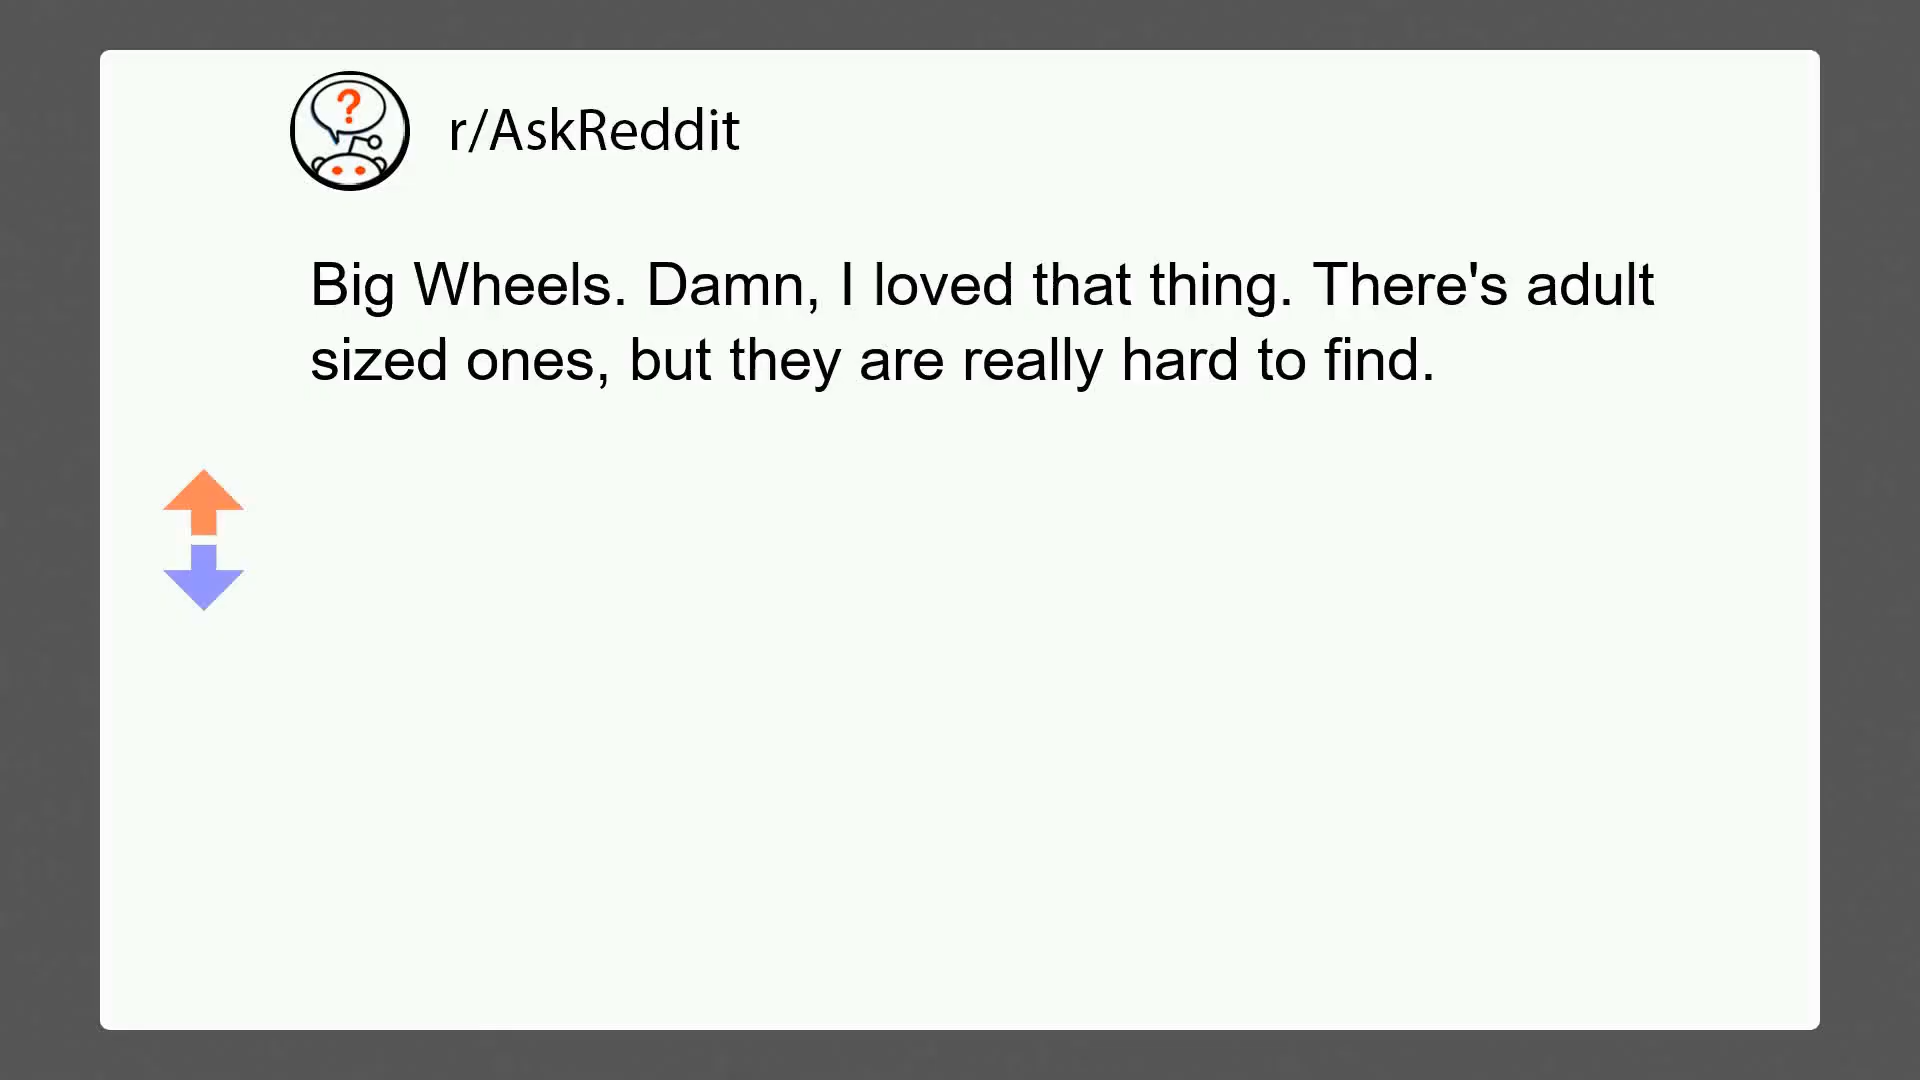 r/AskReddit
Big Wheels. Damn, I loved that thing. There's adult
sized ones, but they are really hard to find.